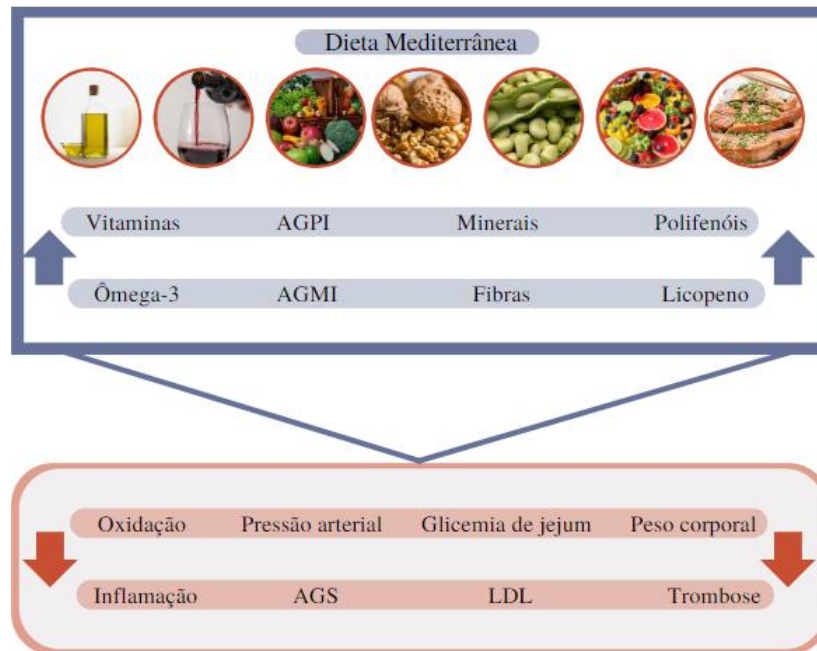 Dieta Mediterrânea
Vitaminas AGPI Minerais Polifenóis
Ômega-3 AGMI Fibras Licopeno
Oxidação Pressão arterial Glicemia de jejum Peso corporal
Inflamação AGS LDL Trombose